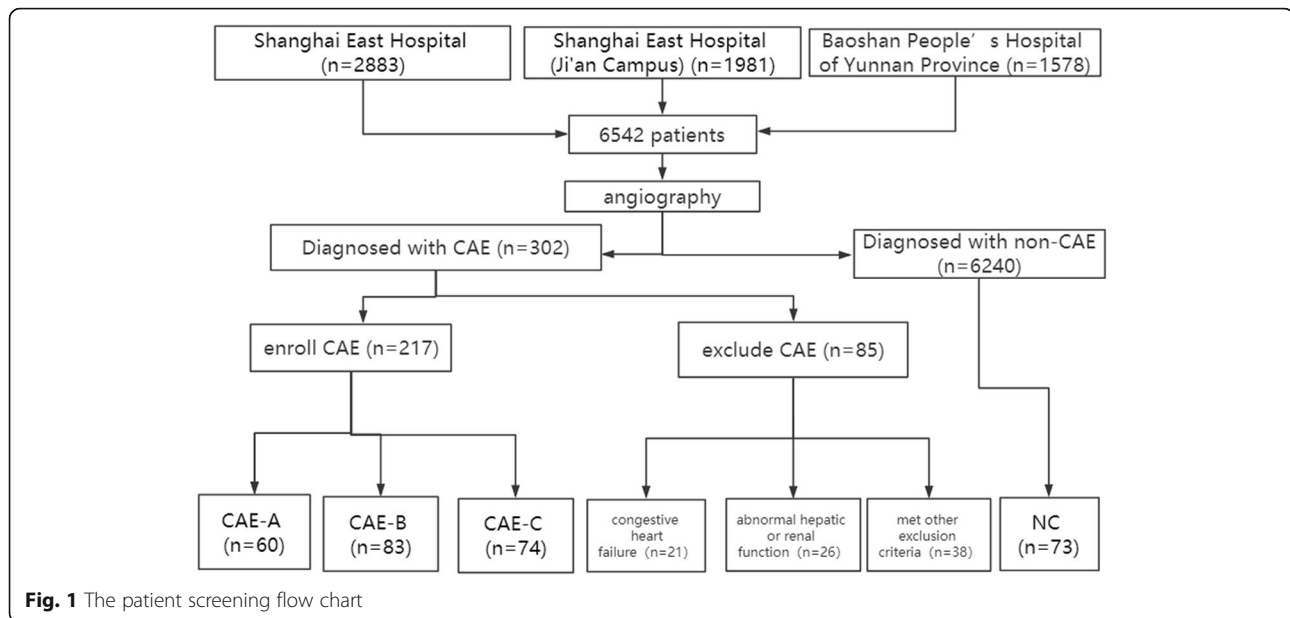 Shanghai East Hospital
(n=2883)
Shanghai East Hospital
(Ji'an Campus) (n=1981)
Baoshan People’s Hospital
of Yunnan Province (n=1578)
6542 patients
angiography
Diagnosed with CAE (n=302)
Diagnosed with non-CAE
(n=6240)
enroll CAE (n=217)
exclude CAE (n=85)
CAE-A
(n=60)
CAE-B
(n=83)
CAE-C
(n=74)
congestive
heart
failure (n=21)
abnormal hepatic
or renal
function (n=26)
met other
exclusion
criteria (n=38)
NC
(n=73)
Fig. 1 The patient screening flow chart